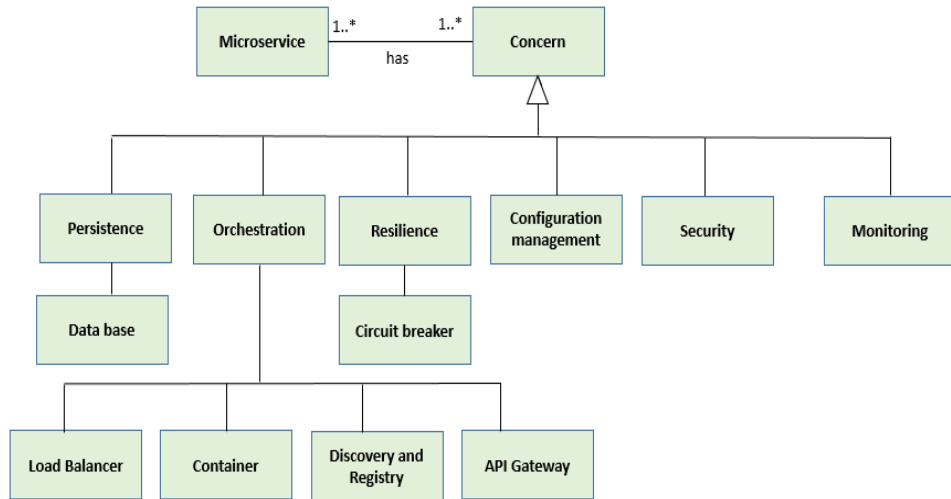 Microservice
1..*
1..*
has
Concern
Persistence
Orchestration
Resilience
Configuration
management
Security
Monitoring
Data base
Circuit breaker
Load Balancer
Container
Discovery and
Registry
API Gateway